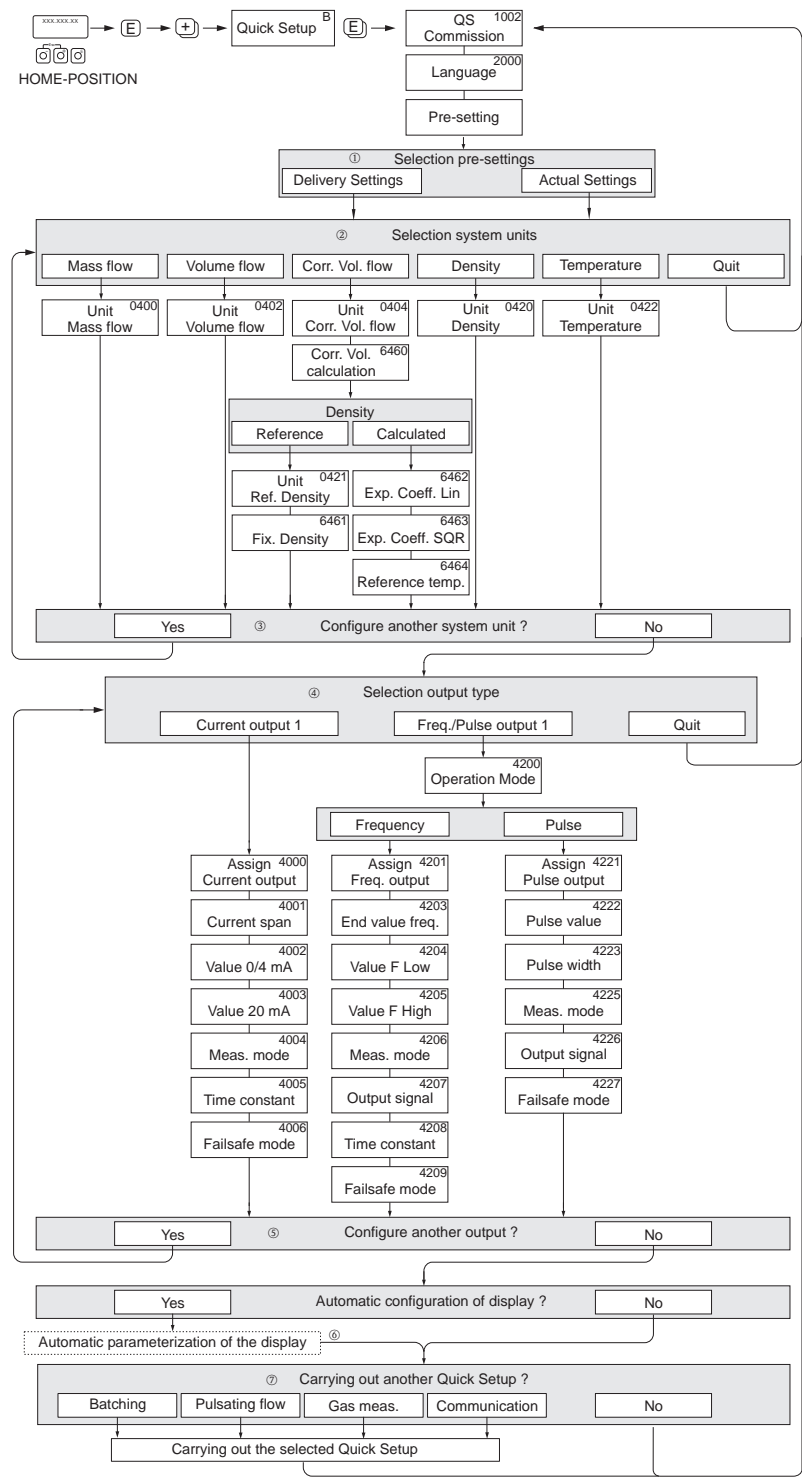 xxx.xxx.xx
Esc
E
+
B
Quick Setup
E
1002
QS
Commission
HOME-POSITION
2000
Language
Pre-setting
① Selection pre-settings
Delivery Settings
Actual Settings
② Selection system units
Mass flow
Volume flow
Corr. Vol. flow
Density
Temperature
Quit
Unit 0400
Mass flow
Unit 0402
Volume flow
Unit 0404
Corr. Vol. flow
Unit 0420
Density
Unit 0422
Temperature
Corr. Vol. 6460
calculation
Density
Reference
Calculated
Unit 0421
Ref. Density
6462
Exp. Coeff. Lin
6461
Fix. Density
6463
Exp. Coeff. SQR
6464
Reference temp.
Yes
③ Configure another system unit ?
No
④ Selection output type
Current output 1
Freq./Pulse output 1
Quit
4200
Operation Mode
Frequency
Pulse
Assign 4000
Current output
Assign 4201
Freq. output
Assign 4221
Pulse output
4001
Current span
4203
End value freq.
4222
Pulse value
4002
Value 0/4 mA
4204
Value F Low
4223
Pulse width
4003
Value 20 mA
4205
Value F High
4225
Meas. mode
4004
Meas. mode
4206
Meas. mode
4226
Output signal
4005
Time constant
4207
Output signal
4227
Failsafe mode
4006
Failsafe mode
4208
Time constant
4209
Failsafe mode
Yes
⑤ Configure another output ?
No
Yes
Automatic configuration of display ?
No
Automatic parameterization of the display ⑥
⑦ Carrying out another Quick Setup ?
Batching
Pulsating flow
Gas meas.
Communication
No
Carrying out the selected Quick Setup